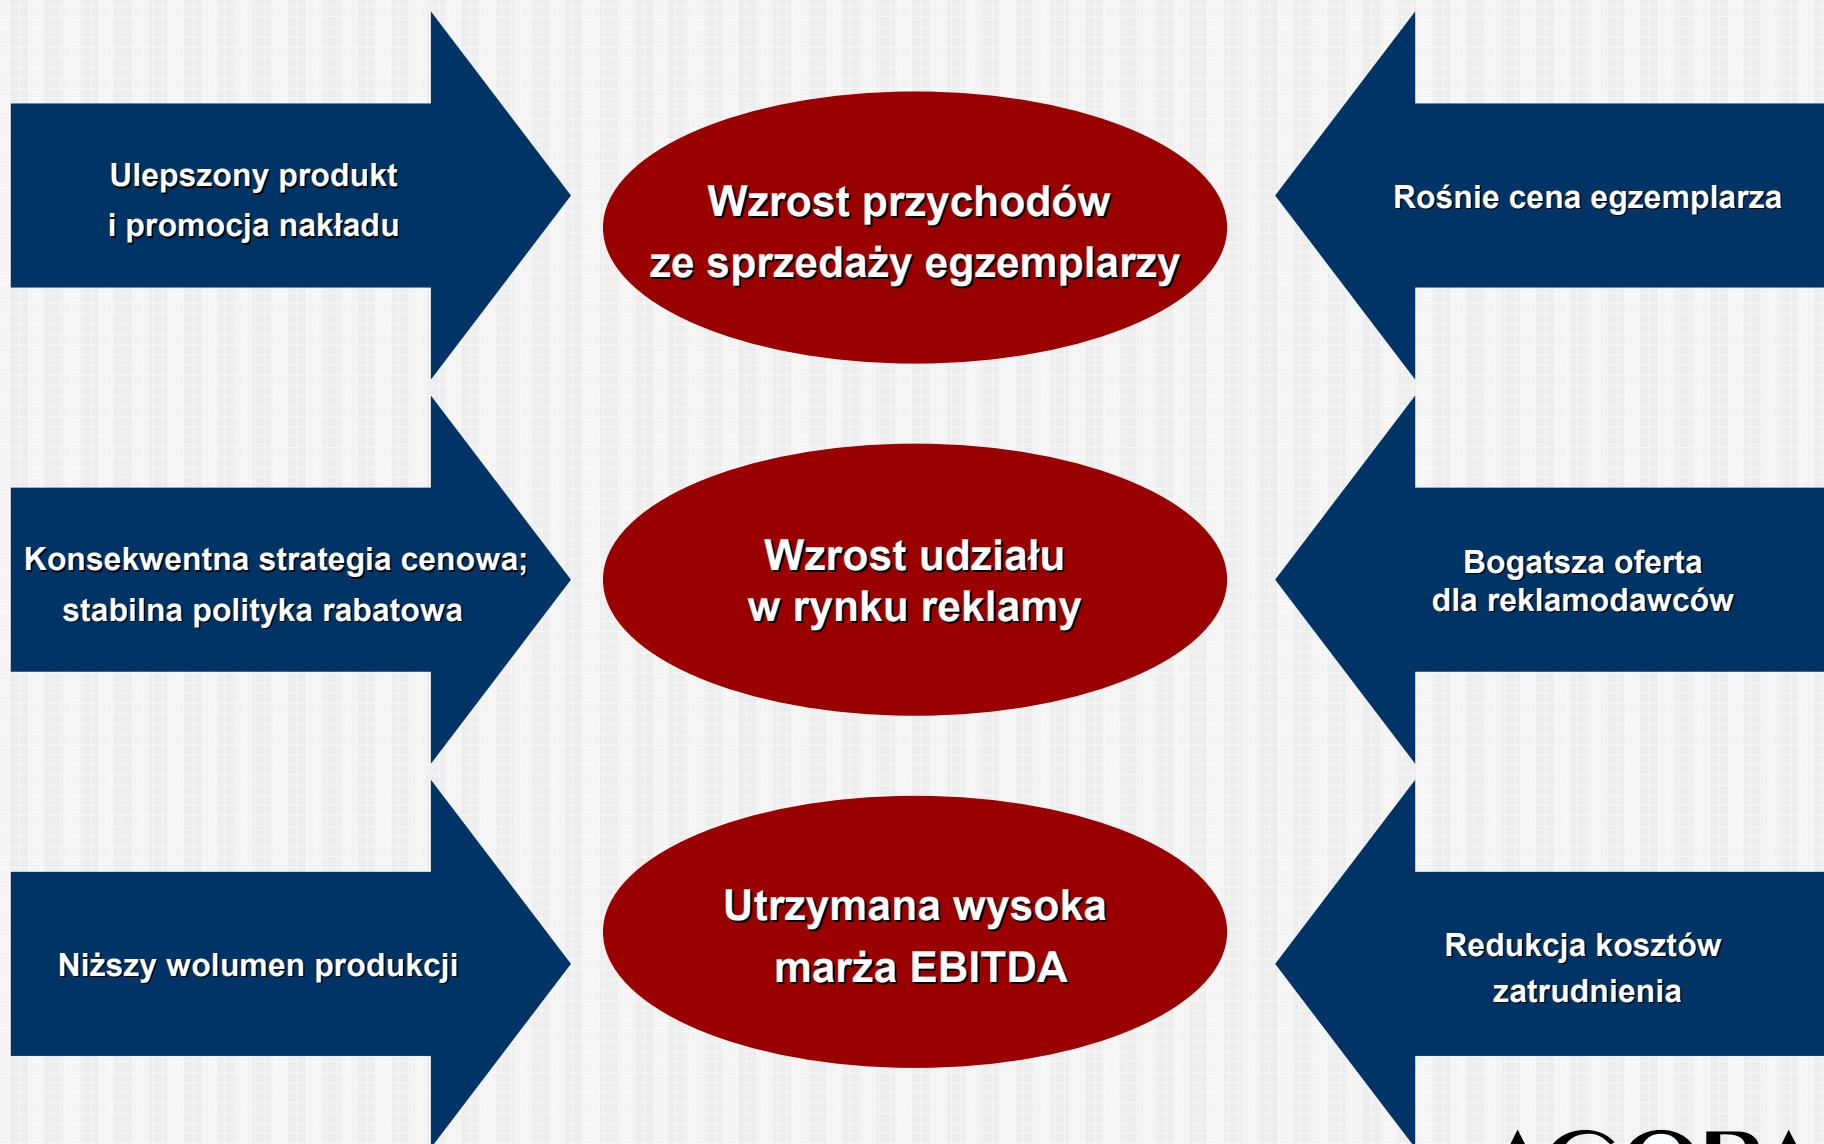 Ulepszony produkt
i promocja nakładu
Wzrost przychodów
ze sprzedaży egzemplarzy
Rośnie cena egzemplarza
Konsekwentna strategia cenowa;
stabilna polityka rabatowa
Wzrost udziału
w rynku reklamy
Bogatsza oferta
dla reklamodawców
Niższy wolumen produkcji
Utrzymana wysoka
marża EBITDA
Redukcja kosztów
zatrudnienia
AGORA